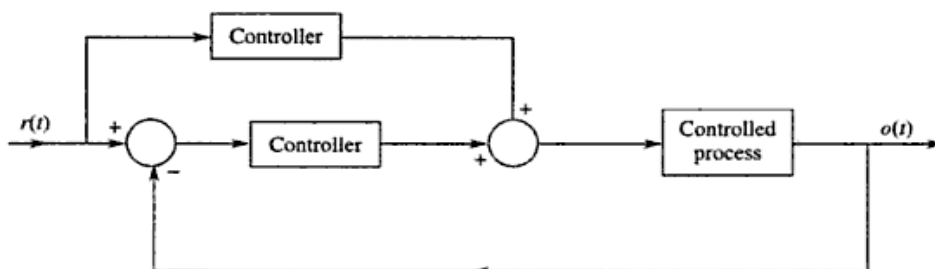 Controller
r(t)
+
−
Controller
+
+
Controlled
process
o(t)